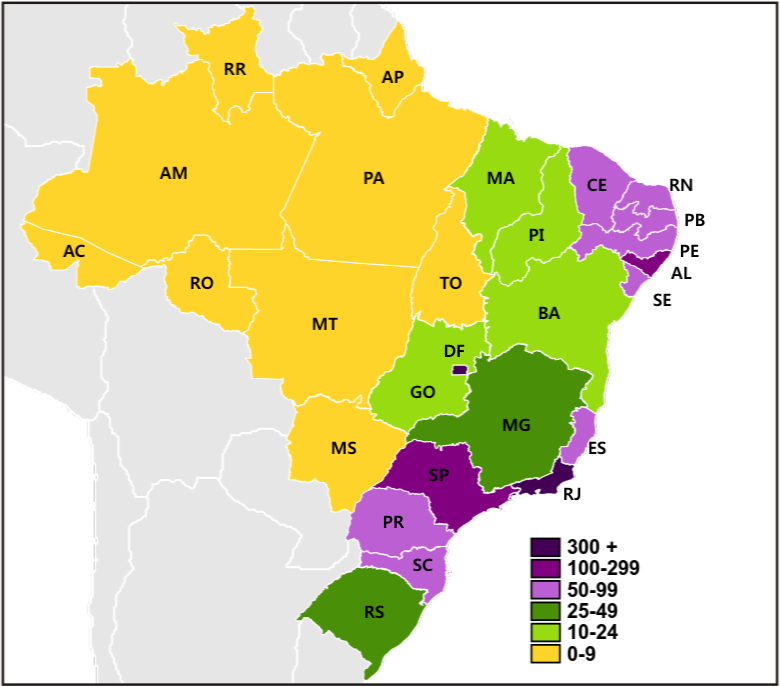 RR
AP
AM
PA
MA
CE
RN
PB
PI
PE
AC
AL
RO
TO
SE
BA
MT
DF
GO
MG
MS
ES
SP
RJ
PR
SC
RS
300 +
100-299
50-99
25-49
10-24
0-9